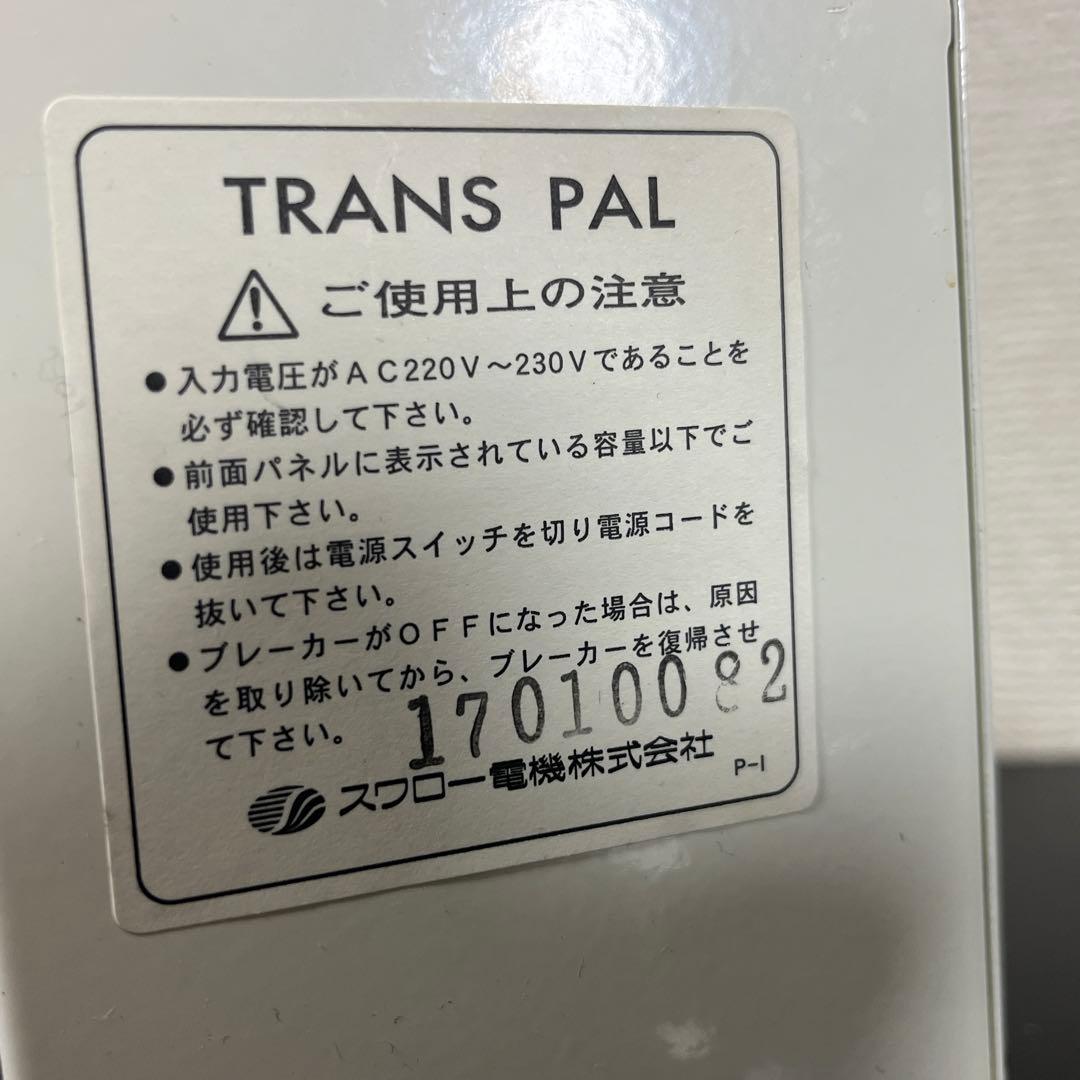 TRANS PAL
ご使用上の注意
●入力電圧がAC220V～230Vであることを
必ず確認して下さい。
●前面パネルに表示されている容量以下でご
使用下さい。
●使用後は電源スイッチを切り電源コードを
抜いて下さい。
●ブレーカーがOFFになった場合は、原因
を取り除いてから、ブレーカーを復帰させ
て下さい。
17010082
スワロー電機株式会社
P-1